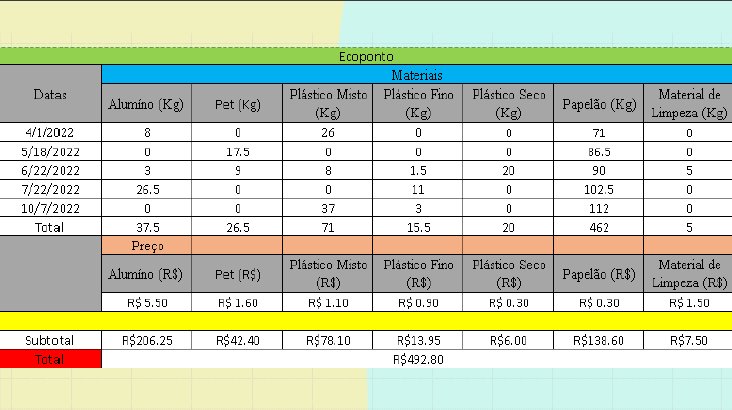 Ecoponto
Materiais
Datas Alumíno (Kg) Pet (Kg) Plástico Misto (Kg) Plástico Fino (Kg) Plástico Seco (Kg) Papelão (Kg) Material de Limpeza (Kg)
4/1/2022 8 0 26 0 0 71 0
5/18/2022 0 17.5 0 0 0 86.5 0
6/22/2022 3 9 8 1.5 20 90 5
7/22/2022 26.5 0 0 11 0 102.5 0
10/7/2022 0 0 37 3 0 112 0
Total 37.5 26.5 71 15.5 20 462 5
Preço
Alumíno (R$) Pet (R$) Plástico Misto (R$) Plástico Fino (R$) Plástico Seco (R$) Papelão (R$) Material de Limpeza (R$)
R$ 5.50 R$ 1.60 R$ 1.10 R$ 0.90 R$ 0.30 R$ 0.30 R$ 1.50
Subtotal R$206.25 R$42.40 R$78.10 R$13.95 R$6.00 R$138.60 R$7.50
Total R$492.80